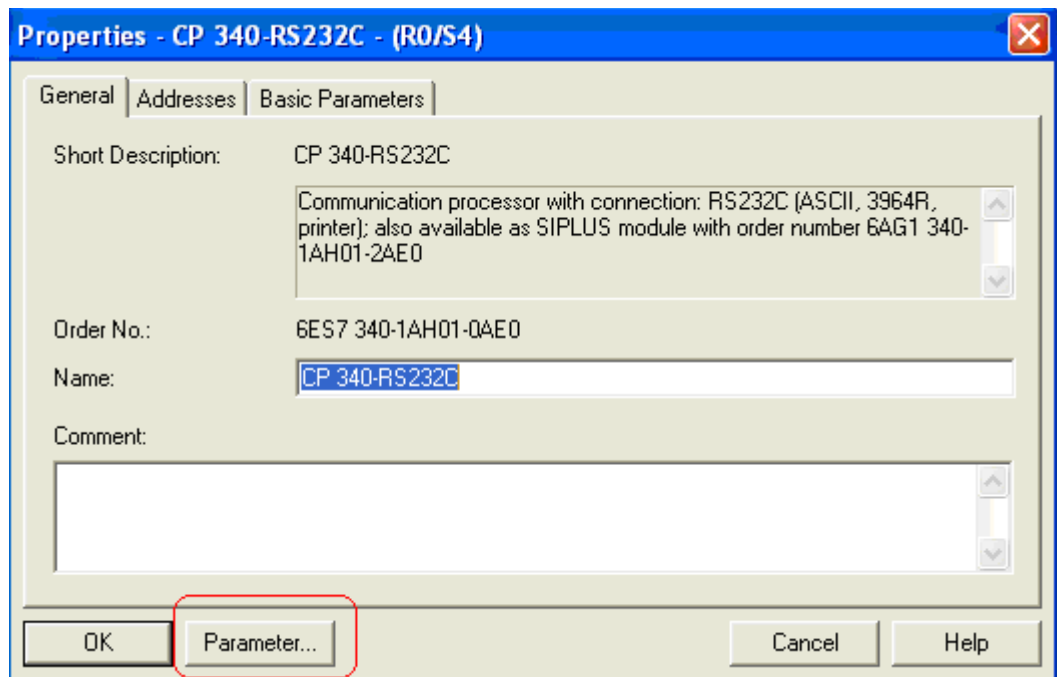 Properties - CP 340-RS232C - (R0/S4)
General Addresses Basic Parameters
Short Description: CP 340-RS232C
Communication processor with connection: RS232C (ASCII, 3964R,
printer); also available as SIPLUS module with order number 6AG1 340-
1AH01-2AE0
Order No.: 6ES7 340-1AH01-0AE0
Name: CP 340-RS232C
Comment:
OK Parameter... Cancel Help